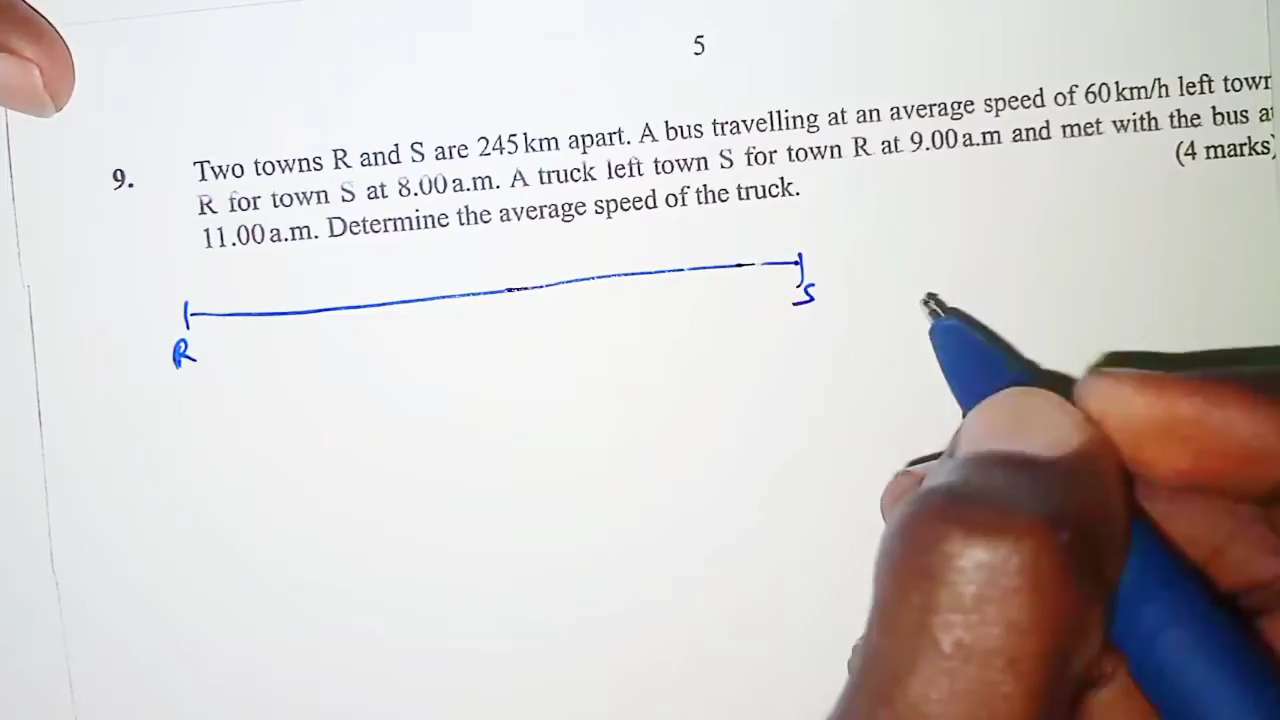 5
9. Two towns R and S are 245 km apart. A bus travelling at an average speed of 60 km/h left town
R for town S at 8.00 a.m. A truck left town S for town R at 9.00 a.m and met with the bus at
11.00 a.m. Determine the average speed of the truck. (4 marks)
R S